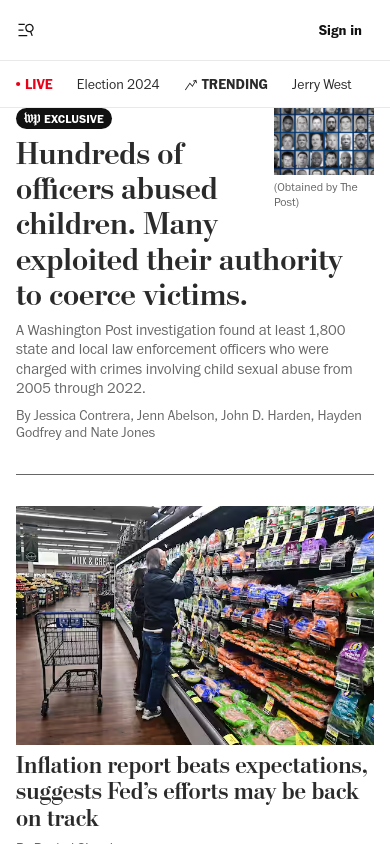 Sign in
LIVE Election 2024 TRENDING Jerry West
wp EXCLUSIVE
Hundreds of
officers abused
children. Many
exploited their authority
to coerce victims.
(Obtained by The
Post)
A Washington Post investigation found at least 1,800
state and local law enforcement officers who were
charged with crimes involving child sexual abuse from
2005 through 2022.
By Jessica Contrera, Jenn Abelson, John D. Harden, Hayden
Godfrey and Nate Jones
Inflation report beats expectations,
suggests Fed’s efforts may be back
on track